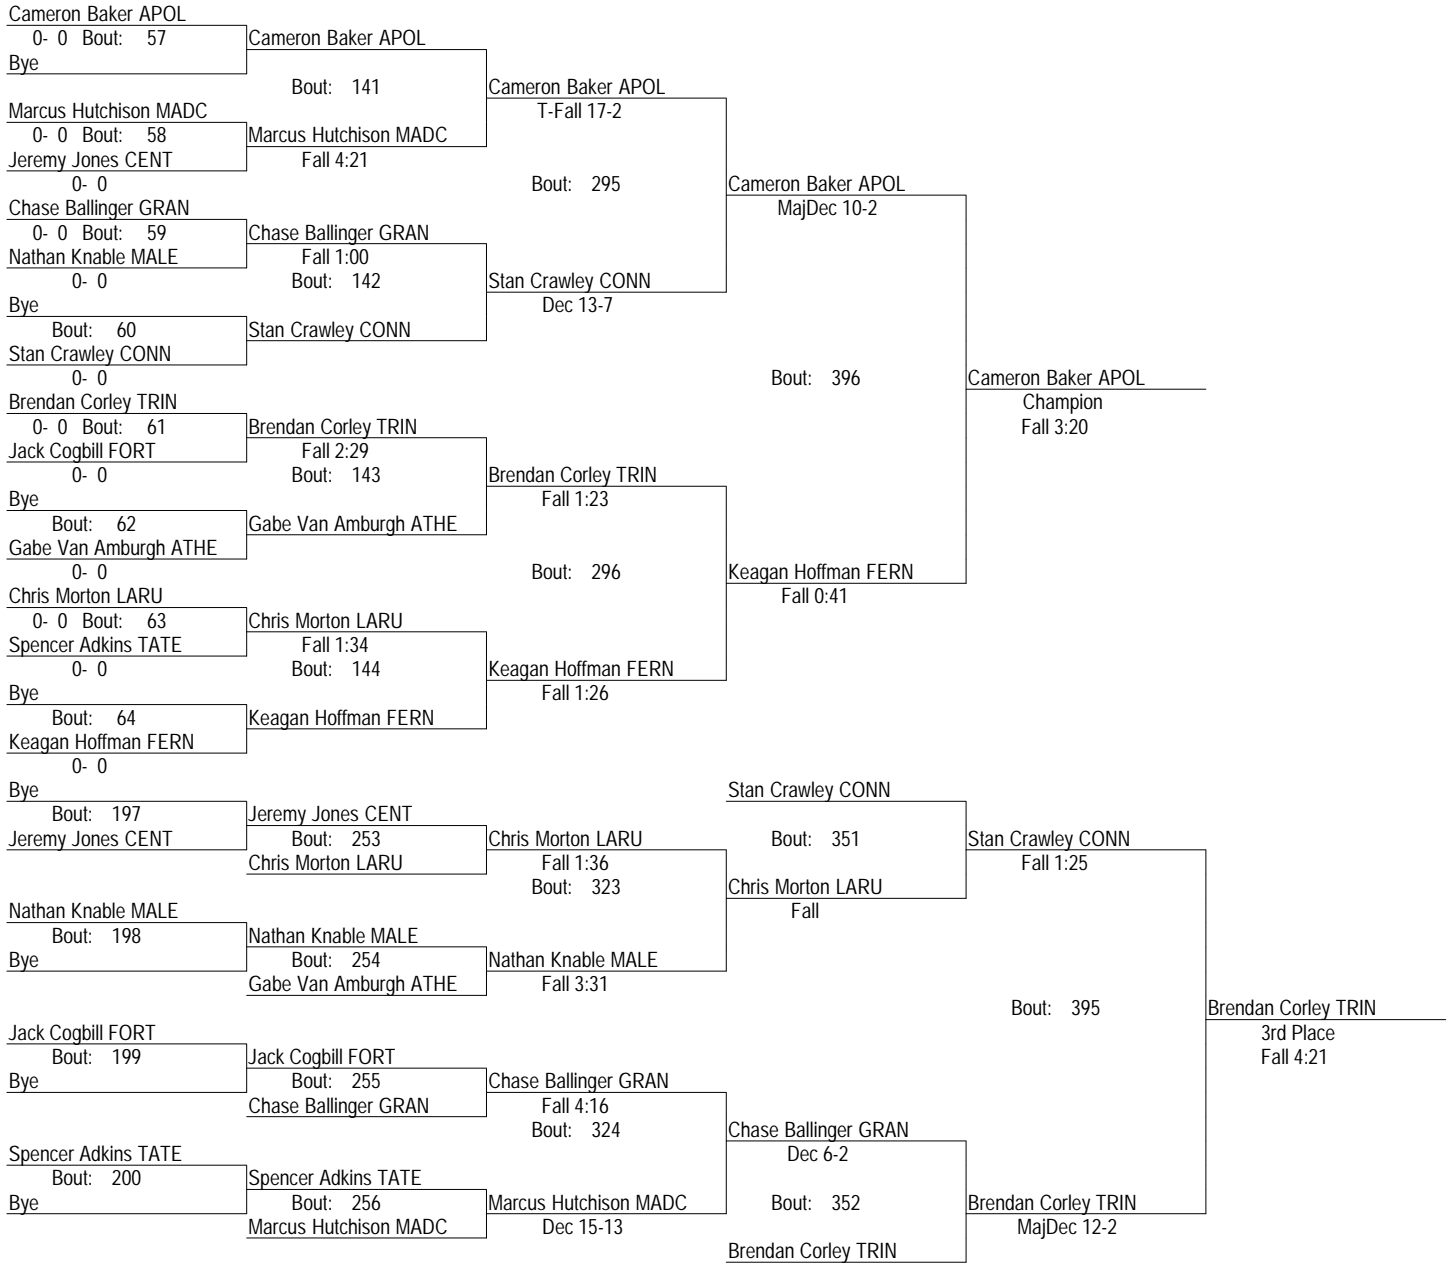 Cameron Baker APOL
0- 0 Bout: 57 Cameron Baker APOL
Bye
Bout: 141 Cameron Baker APOL
Marcus Hutchison MADC T-Fall 17-2
0- 0 Bout: 58 Marcus Hutchison MADC
Jeremy Jones CENT Fall 4:21
0- 0 Bout: 295 Cameron Baker APOL
Chase Ballinger GRAN MajDec 10-2
0- 0 Bout: 59 Chase Ballinger GRAN
Nathan Knable MALE Fall 1:00
0- 0 Bout: 142 Stan Crawley CONN
Bye Dec 13-7
Bout: 60 Stan Crawley CONN
Stan Crawley CONN
0- 0 Bout: 396 Cameron Baker APOL
Brendan Corley TRIN Champion
0- 0 Bout: 61 Brendan Corley TRIN Fall 3:20
Jack Cogbill FORT Fall 2:29
0- 0 Bout: 143 Brendan Corley TRIN
Bye Fall 1:23
Bout: 62 Gabe Van Amburgh ATHE
Gabe Van Amburgh ATHE
0- 0 Bout: 296 Keagan Hoffman FERN
Chris Morton LARU Fall 0:41
0- 0 Bout: 63 Chris Morton LARU
Spencer Adkins TATE Fall 1:34
0- 0 Bout: 144 Keagan Hoffman FERN
Bye Fall 1:26
Bout: 64 Keagan Hoffman FERN
Keagan Hoffman FERN
0- 0
Bye Stan Crawley CONN
Bout: 197 Jeremy Jones CENT
Jeremy Jones CENT Bout: 253 Chris Morton LARU Bout: 351 Stan Crawley CONN
Chris Morton LARU Fall 1:36 Fall 1:25
Bout: 323 Chris Morton LARU
Nathan Knable MALE Fall
Bout: 198 Nathan Knable MALE
Bye Bout: 254 Nathan Knable MALE
Gabe Van Amburgh ATHE Fall 3:31
Bout: 395 Brendan Corley TRIN
Jack Cogbill FORT 3rd Place
Bout: 199 Jack Cogbill FORT Fall 4:21
Bye Bout: 255 Chase Ballinger GRAN
Chase Ballinger GRAN Fall 4:16
Bout: 324 Chase Ballinger GRAN
Spencer Adkins TATE Dec 6-2
Bout: 200 Spencer Adkins TATE
Bye Bout: 256 Marcus Hutchison MADC Bout: 352 Brendan Corley TRIN
Marcus Hutchison MADC Dec 15-13 MajDec 12-2
Brendan Corley TRIN